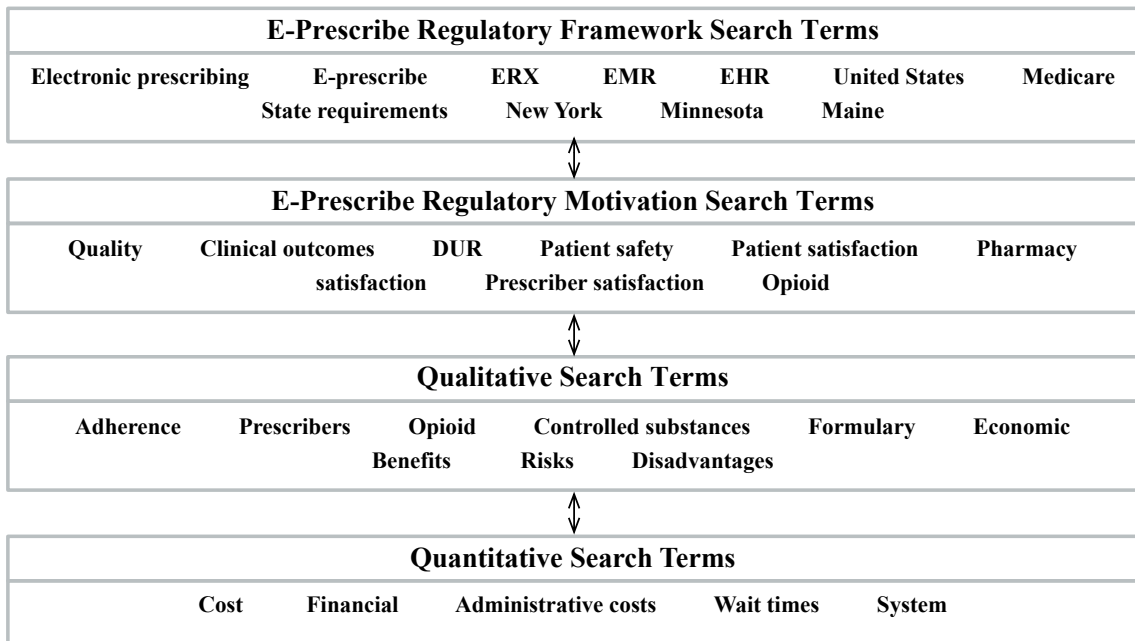 E-Prescribe Regulatory Framework Search Terms
Electronic prescribing E-prescribe ERX EMR EHR United States Medicare
State requirements New York Minnesota Maine
E-Prescribe Regulatory Motivation Search Terms
Quality Clinical outcomes DUR Patient safety Patient satisfaction Pharmacy
satisfaction Prescriber satisfaction Opioid
Qualitative Search Terms
Adherence Prescribers Opioid Controlled substances Formulary Economic
Benefits Risks Disadvantages
Quantitative Search Terms
Cost Financial Administrative costs Wait times System